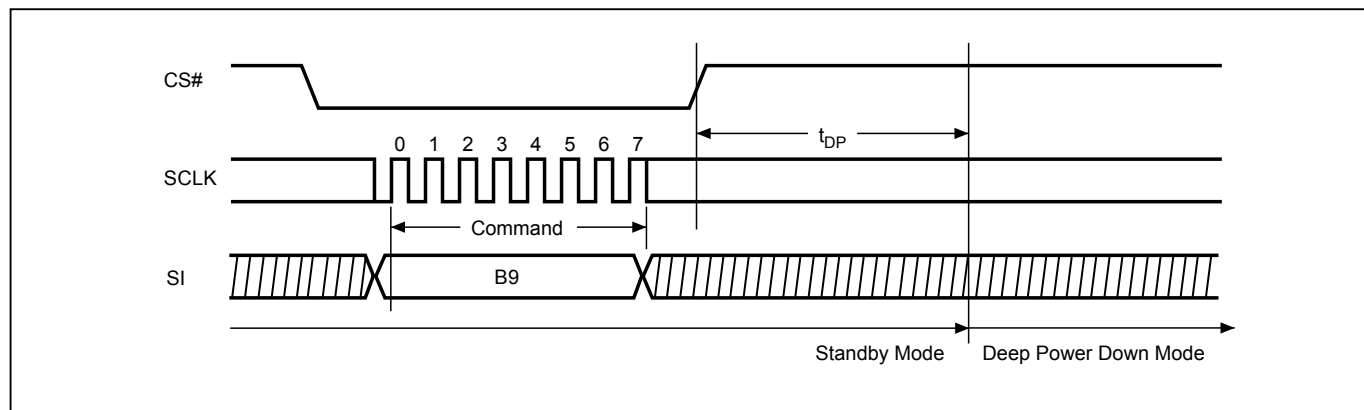 CS#
t_DP
0 1 2 3 4 5 6 7
SCLK
Command
SI
B9
Standby Mode
Deep Power Down Mode